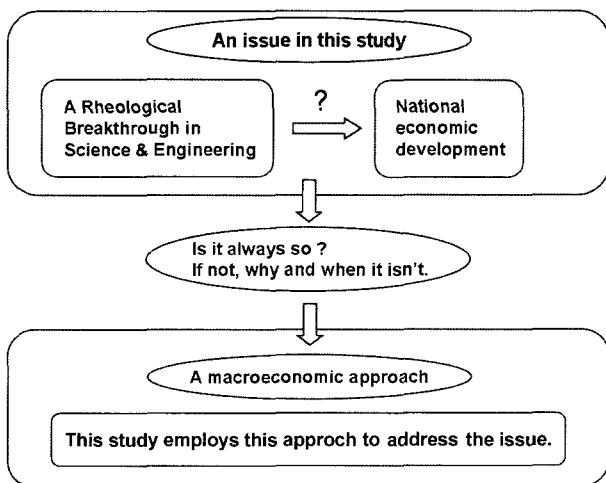 An issue in this study
A Rheological
Breakthrough in
Science & Engineering
?
National
economic
development
Is it always so ?
If not, why and when it isn't.
A macroeconomic approach
This study employs this approch to address the issue.